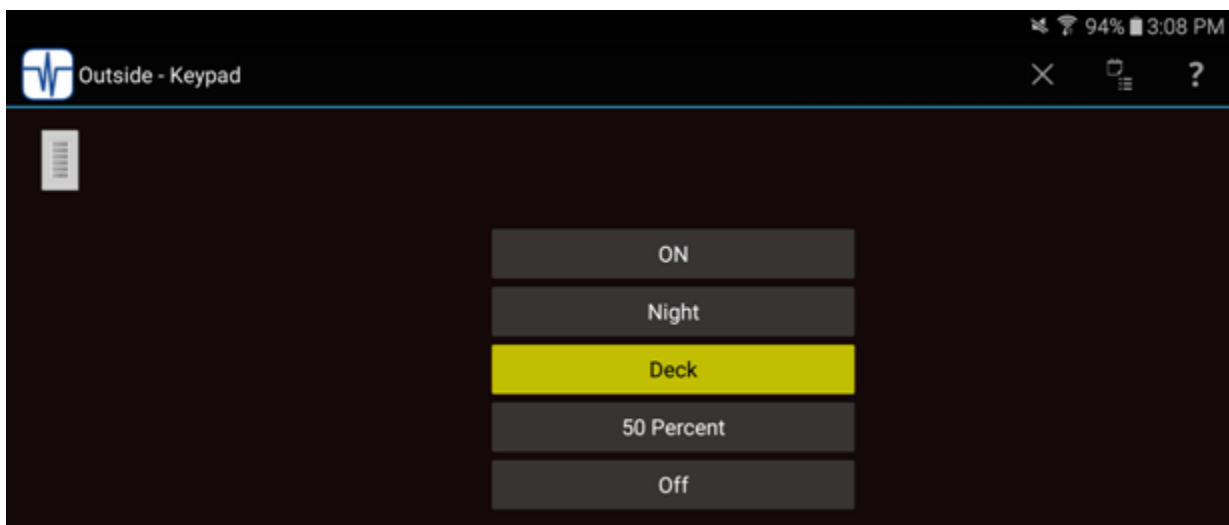 94% 3:08 PM
Outside - Keypad
?
ON
Night
Deck
50 Percent
Off